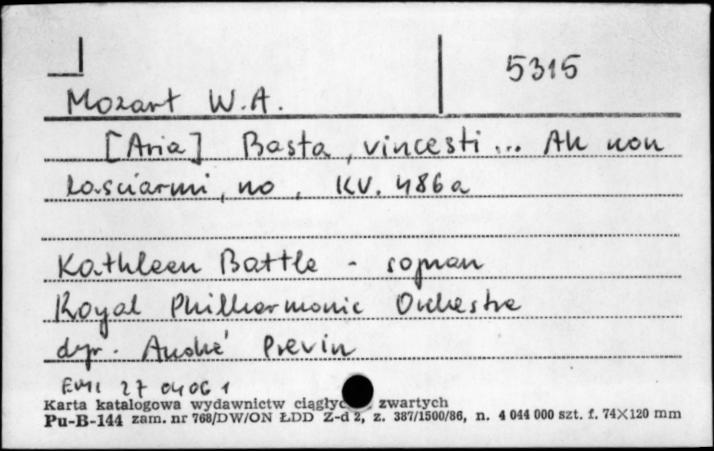 5315
Mozart W.A.
[Aria] Basta, vincesti... Ah non
lasciarmi, no, KV. 486a
Kathleen Battle - sopran
Royal Philharmonic Orchestra
dyr. André Previn
EMI 27 0406 1
Karta katalogowa wydawnictw ciągłyc zwartych
Pu-B-144 zam. nr 768/DW/ON ŁDD Z-d 2, z. 387/1500/86, n. 4 044 000 szt. f. 74X120 mm